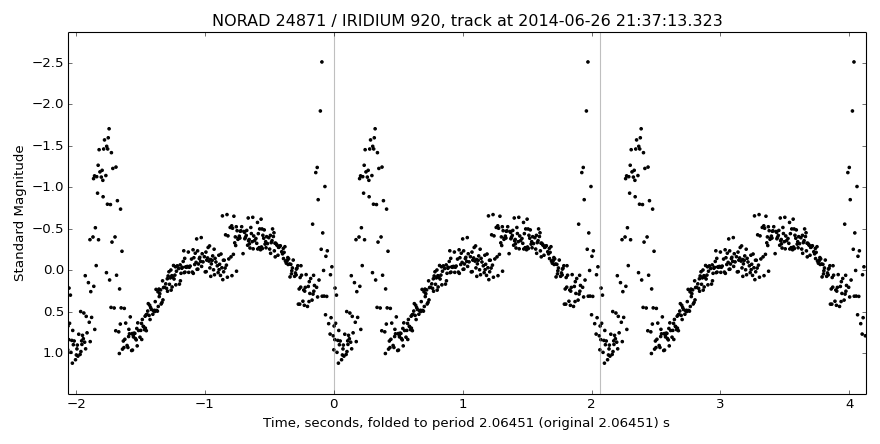 NORAD 24871 / IRIDIUM 920, track at 2014-06-26 21:37:13.323
Standard Magnitude
−2.5
−2.0
−1.5
−1.0
−0.5
0.0
0.5
1.0
−2 −1 0 1 2 3 4
Time, seconds, folded to period 2.06451 (original 2.06451) s